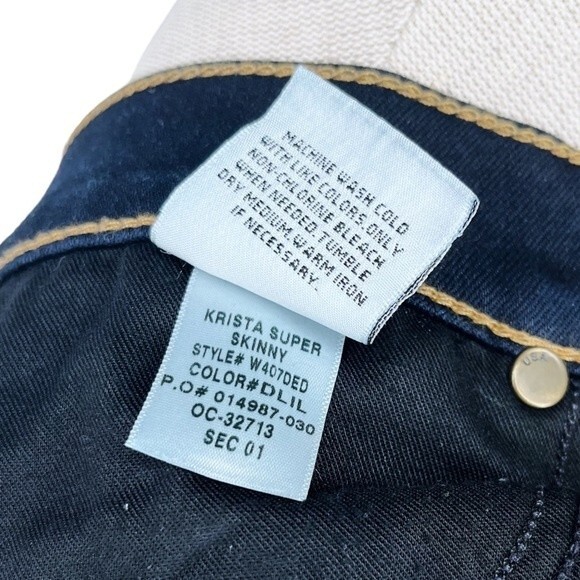 MACHINE WASH COLD
WITH LIKE COLORS.ONLY
NON-CHLORINE BLEACH
WHEN NEEDED.TUMBLE
DRY MEDIUM.WARM IRON
IF NECESSARY.
KRISTA SUPER
SKINNY
STYLE# W407DED
COLOR#DLIL
P.O# 014987-030
OC-32713
SEC 01
USA